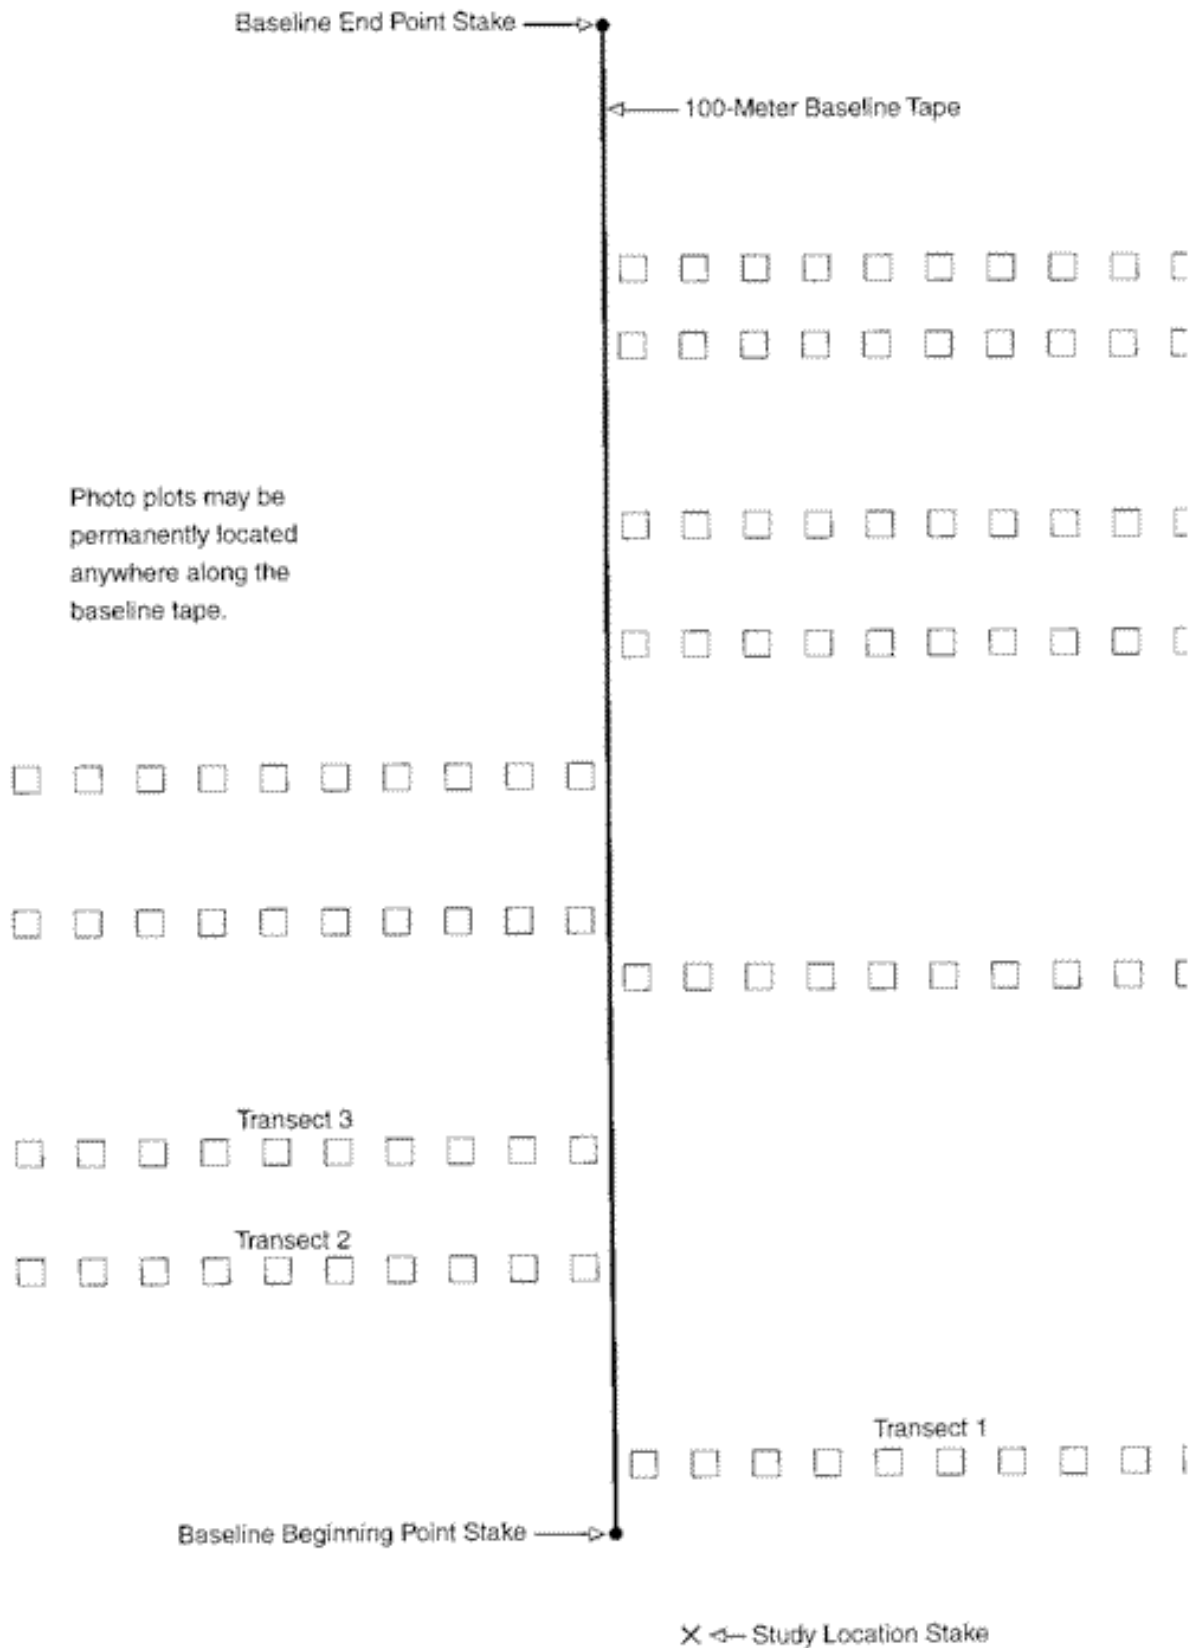 Baseline End Point Stake
100-Meter Baseline Tape
Photo plots may be
permanently located
anywhere along the
baseline tape.
Transect 3
Transect 2
Transect 1
Baseline Beginning Point Stake
Study Location Stake